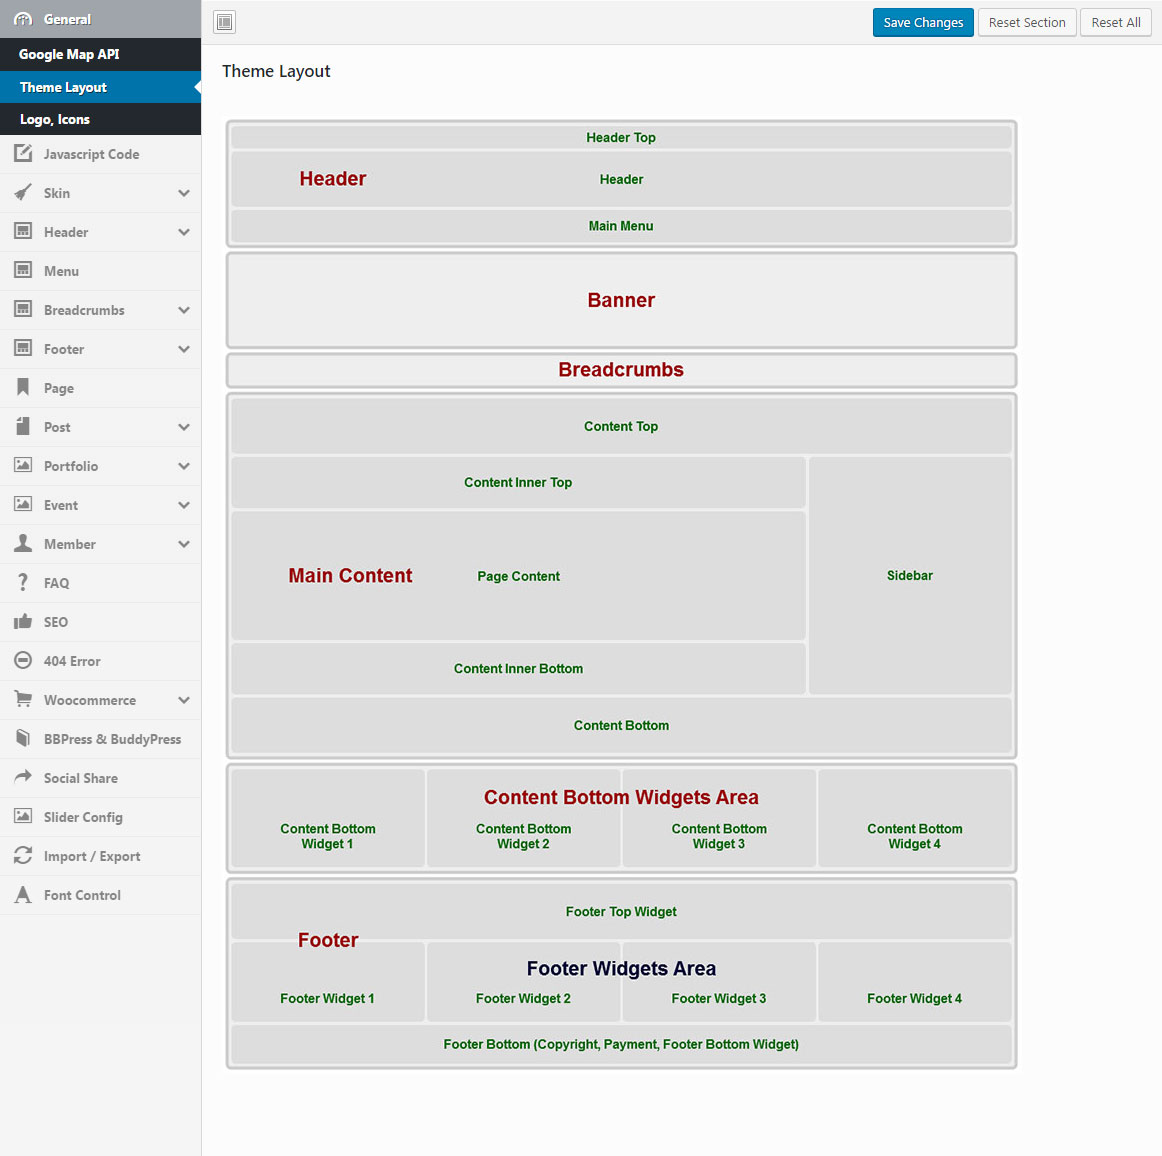 General
Google Map API
Theme Layout
Logo, Icons
Javascript Code
Skin
Header
Menu
Breadcrumbs
Footer
Page
Post
Portfolio
Event
Member
FAQ
SEO
404 Error
Woocommerce
BBPress & BuddyPress
Social Share
Slider Config
Import / Export
Font Control
Save Changes
Reset Section
Reset All
Theme Layout
Header Top
Header
Header
Main Menu
Banner
Breadcrumbs
Content Top
Content Inner Top
Main Content
Page Content
Sidebar
Content Inner Bottom
Content Bottom
Content Bottom Widgets Area
Content Bottom
Widget 1
Content Bottom
Widget 2
Content Bottom
Widget 3
Content Bottom
Widget 4
Footer Top Widget
Footer
Footer Widgets Area
Footer Widget 1
Footer Widget 2
Footer Widget 3
Footer Widget 4
Footer Bottom (Copyright, Payment, Footer Bottom Widget)